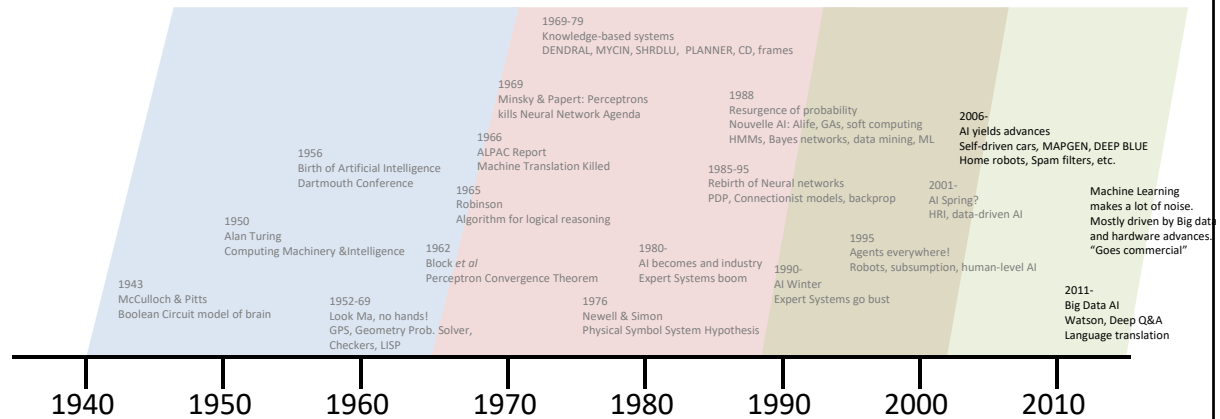 1969-79
Knowledge-based systems
DENDRAL, MYCIN, SHRDLU, PLANNER, CD, frames
1969
Minsky & Papert: Perceptrons
kills Neural Network Agenda
1988
Resurgence of probability
Nouvelle AI: Alife, GAs, soft computing
HMMs, Bayes networks, data mining, ML
2006-
AI yields advances
Self-driven cars, MAPGEN, DEEP BLUE
Home robots, Spam filters, etc.
1966
ALPAC Report
Machine Translation Killed
1956
Birth of Artificial Intelligence
Dartmouth Conference
1985-95
Rebirth of Neural networks
PDP, Connectionist models, backprop
1965
Robinson
Algorithm for logical reasoning
2001-
AI Spring?
HRI, data-driven AI
Machine Learning
makes a lot of noise.
Mostly driven by Big data
and hardware advances.
“Goes commercial”
1950
Alan Turing
Computing Machinery &Intelligence
1962
Block et al
Perceptron Convergence Theorem
1980-
AI becomes and industry
Expert Systems boom
1995
Agents everywhere!
Robots, subsumption, human-level AI
1990-
AI Winter
Expert Systems go bust
1943
McCulloch & Pitts
Boolean Circuit model of brain
1952-69
Look Ma, no hands!
GPS, Geometry Prob. Solver,
Checkers, LISP
1976
Newell & Simon
Physical Symbol System Hypothesis
2011-
Big Data AI
Watson, Deep Q&A
Language translation
1940 1950 1960 1970 1980 1990 2000 2010